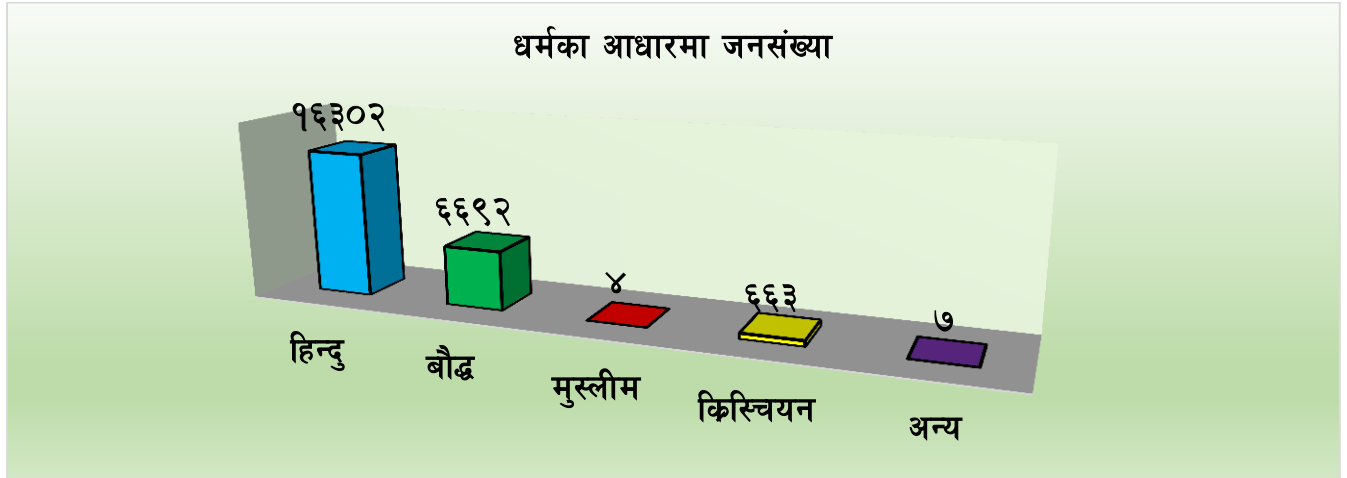 धर्मका आधारमा जनसंख्या
१६३०२
६६९२
४
६६३
७
हिन्दु
बौद्ध
मुस्लीम
क्रिस्चियन
अन्य